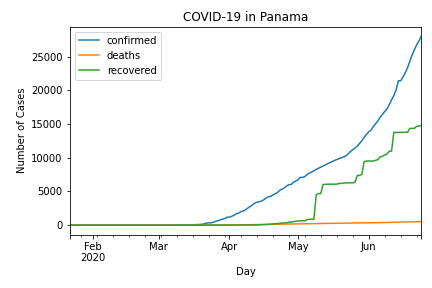 COVID-19 in Panama
confirmed
deaths
recovered
Number of Cases
25000
20000
15000
10000
5000
0
Feb
2020
Mar
Apr
May
Jun
Day